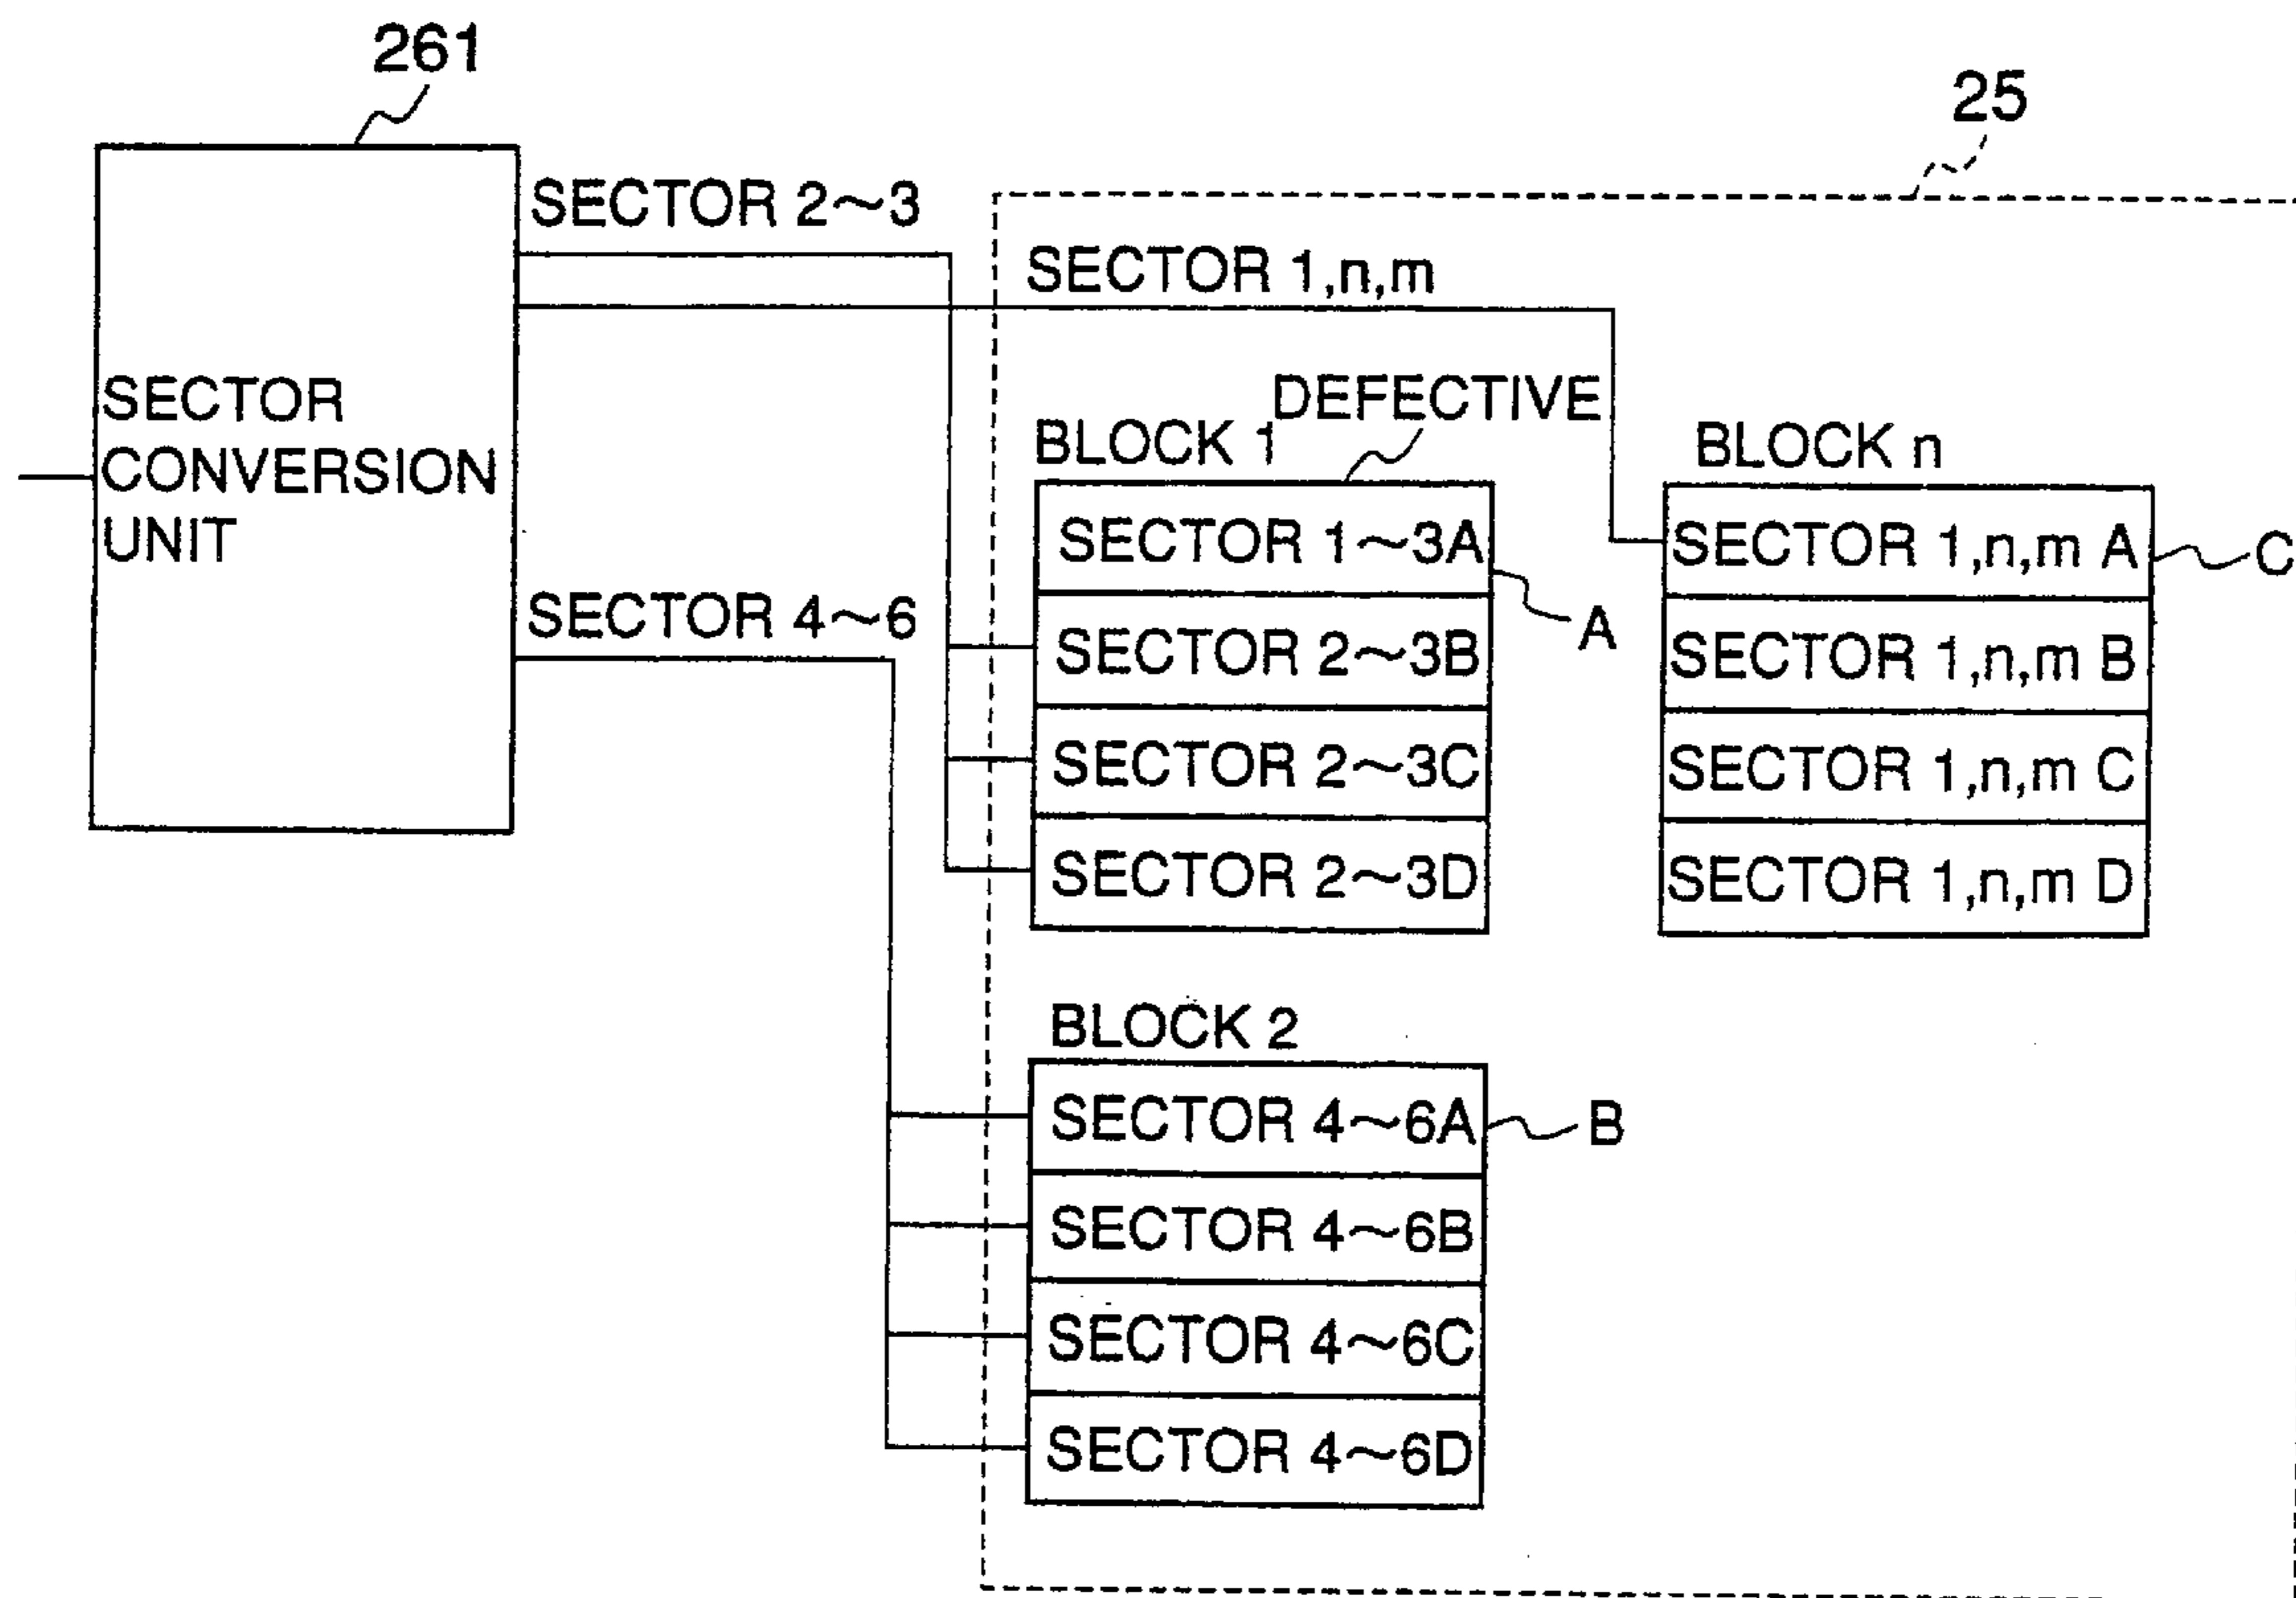 261
25
SECTOR 2~3
SECTOR 1,n,m
SECTOR
CONVERSION
UNIT
SECTOR 4~6
DEFECTIVE
BLOCK 1
SECTOR 1~3A
SECTOR 2~3B
SECTOR 2~3C
SECTOR 2~3D
A
BLOCK n
SECTOR 1,n,m A
SECTOR 1,n,m B
SECTOR 1,n,m C
SECTOR 1,n,m D
C
BLOCK 2
SECTOR 4~6A
SECTOR 4~6B
SECTOR 4~6C
SECTOR 4~6D
B